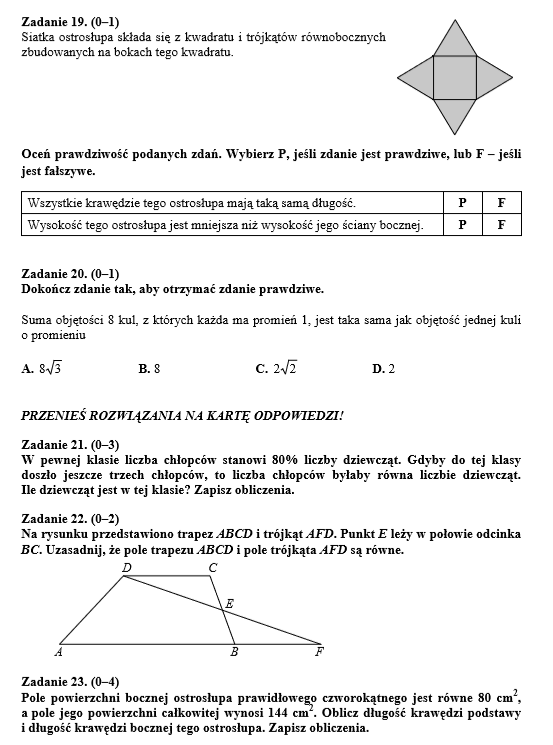 Zadanie 19. (0–1)
Siatka ostrosłupa składa się z kwadratu i trójkątów równobocznych
zbudowanych na bokach tego kwadratu.
Oceń prawdziwość podanych zdań. Wybierz P, jeśli zdanie jest prawdziwe, lub F – jeśli
jest fałszywe.
Wszystkie krawędzie tego ostrosłupa mają taką samą długość. P F
Wysokość tego ostrosłupa jest mniejsza niż wysokość jego ściany bocznej. P F
Zadanie 20. (0–1)
Dokończ zdanie tak, aby otrzymać zdanie prawdziwe.
Suma objętości 8 kul, z których każda ma promień 1, jest taka sama jak objętość jednej kuli
o promieniu
A. 8√3 B. 8 C. 2√2 D. 2
PRZENIEŚ ROZWIĄZANIA NA KARTĘ ODPOWIEDZI!
Zadanie 21. (0–3)
W pewnej klasie liczba chłopców stanowi 80% liczby dziewcząt. Gdyby do tej klasy
doszło jeszcze trzech chłopców, to liczba chłopców byłaby równa liczbie dziewcząt.
Ile dziewcząt jest w tej klasie? Zapisz obliczenia.
Zadanie 22. (0–2)
Na rysunku przedstawiono trapez ABCD i trójkąt AFD. Punkt E leży w połowie odcinka
BC. Uzasadnij, że pole trapezu ABCD i pole trójkąta AFD są równe.
D C
E
A B F
Zadanie 23. (0–4)
Pole powierzchni bocznej ostrosłupa prawidłowego czworokątnego jest równe 80 cm²,
a pole jego powierzchni całkowitej wynosi 144 cm². Oblicz długość krawędzi podstawy
i długość krawędzi bocznej tego ostrosłupa. Zapisz obliczenia.